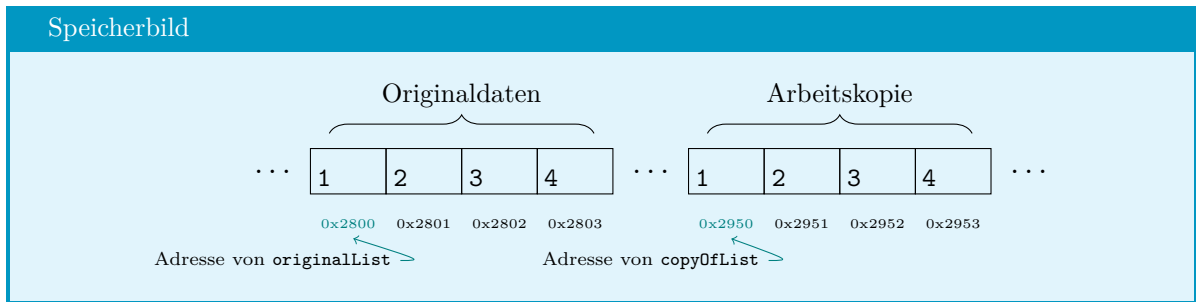 Speicherbild
Originaldaten Arbeitskopie
... 1 2 3 4 ... 1 2 3 4 ...
0x2800 0x2801 0x2802 0x2803 0x2950 0x2951 0x2952 0x2953
Adresse von originalList Adresse von copyOfList